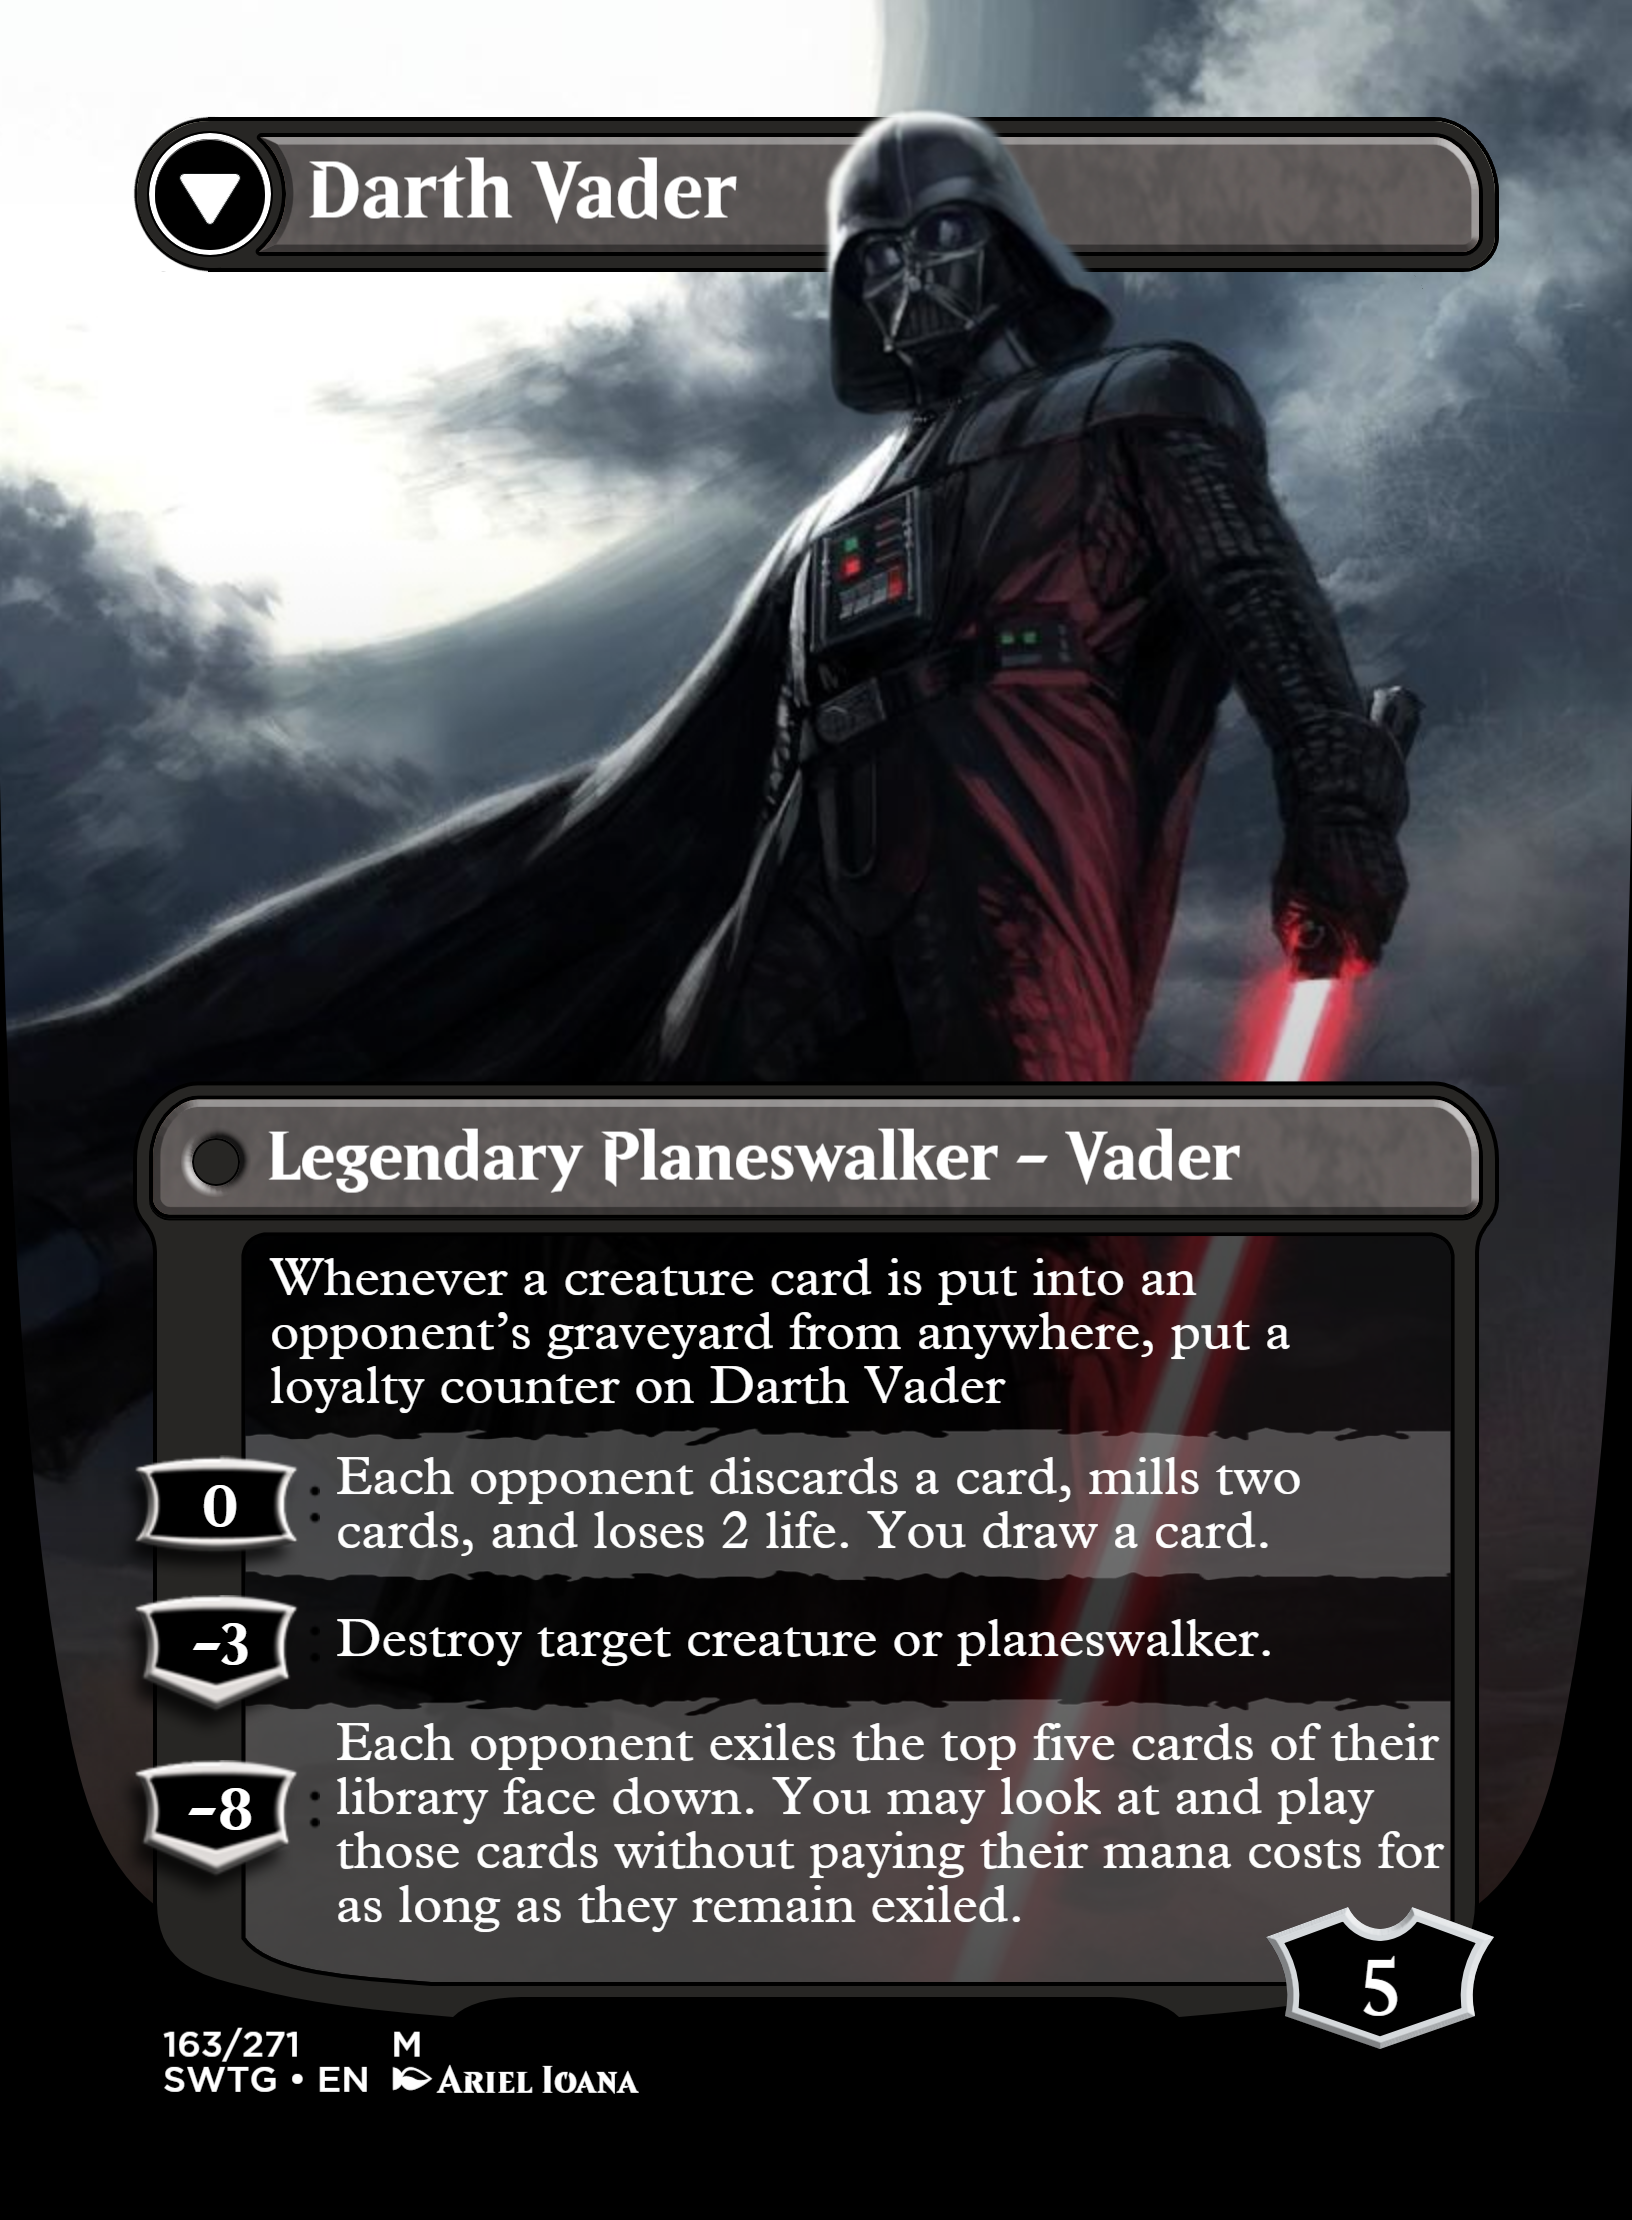 Darth Vader
Legendary Planeswalker – Vader
Whenever a creature card is put into an
opponent's graveyard from anywhere, put a
loyalty counter on Darth Vader
0 : Each opponent discards a card, mills two
cards, and loses 2 life. You draw a card.
–3 : Destroy target creature or planeswalker.
Each opponent exiles the top five cards of their
–8 : library face down. You may look at and play
those cards without paying their mana costs for
as long as they remain exiled.
5
163/271 M
SWTG • EN Ariel Ioana